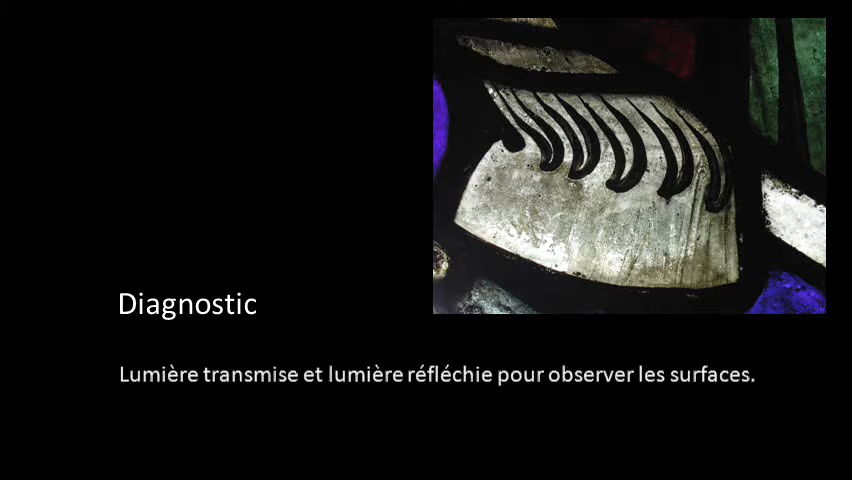 Diagnostic
Lumière transmise et lumière réfléchie pour observer les surfaces.